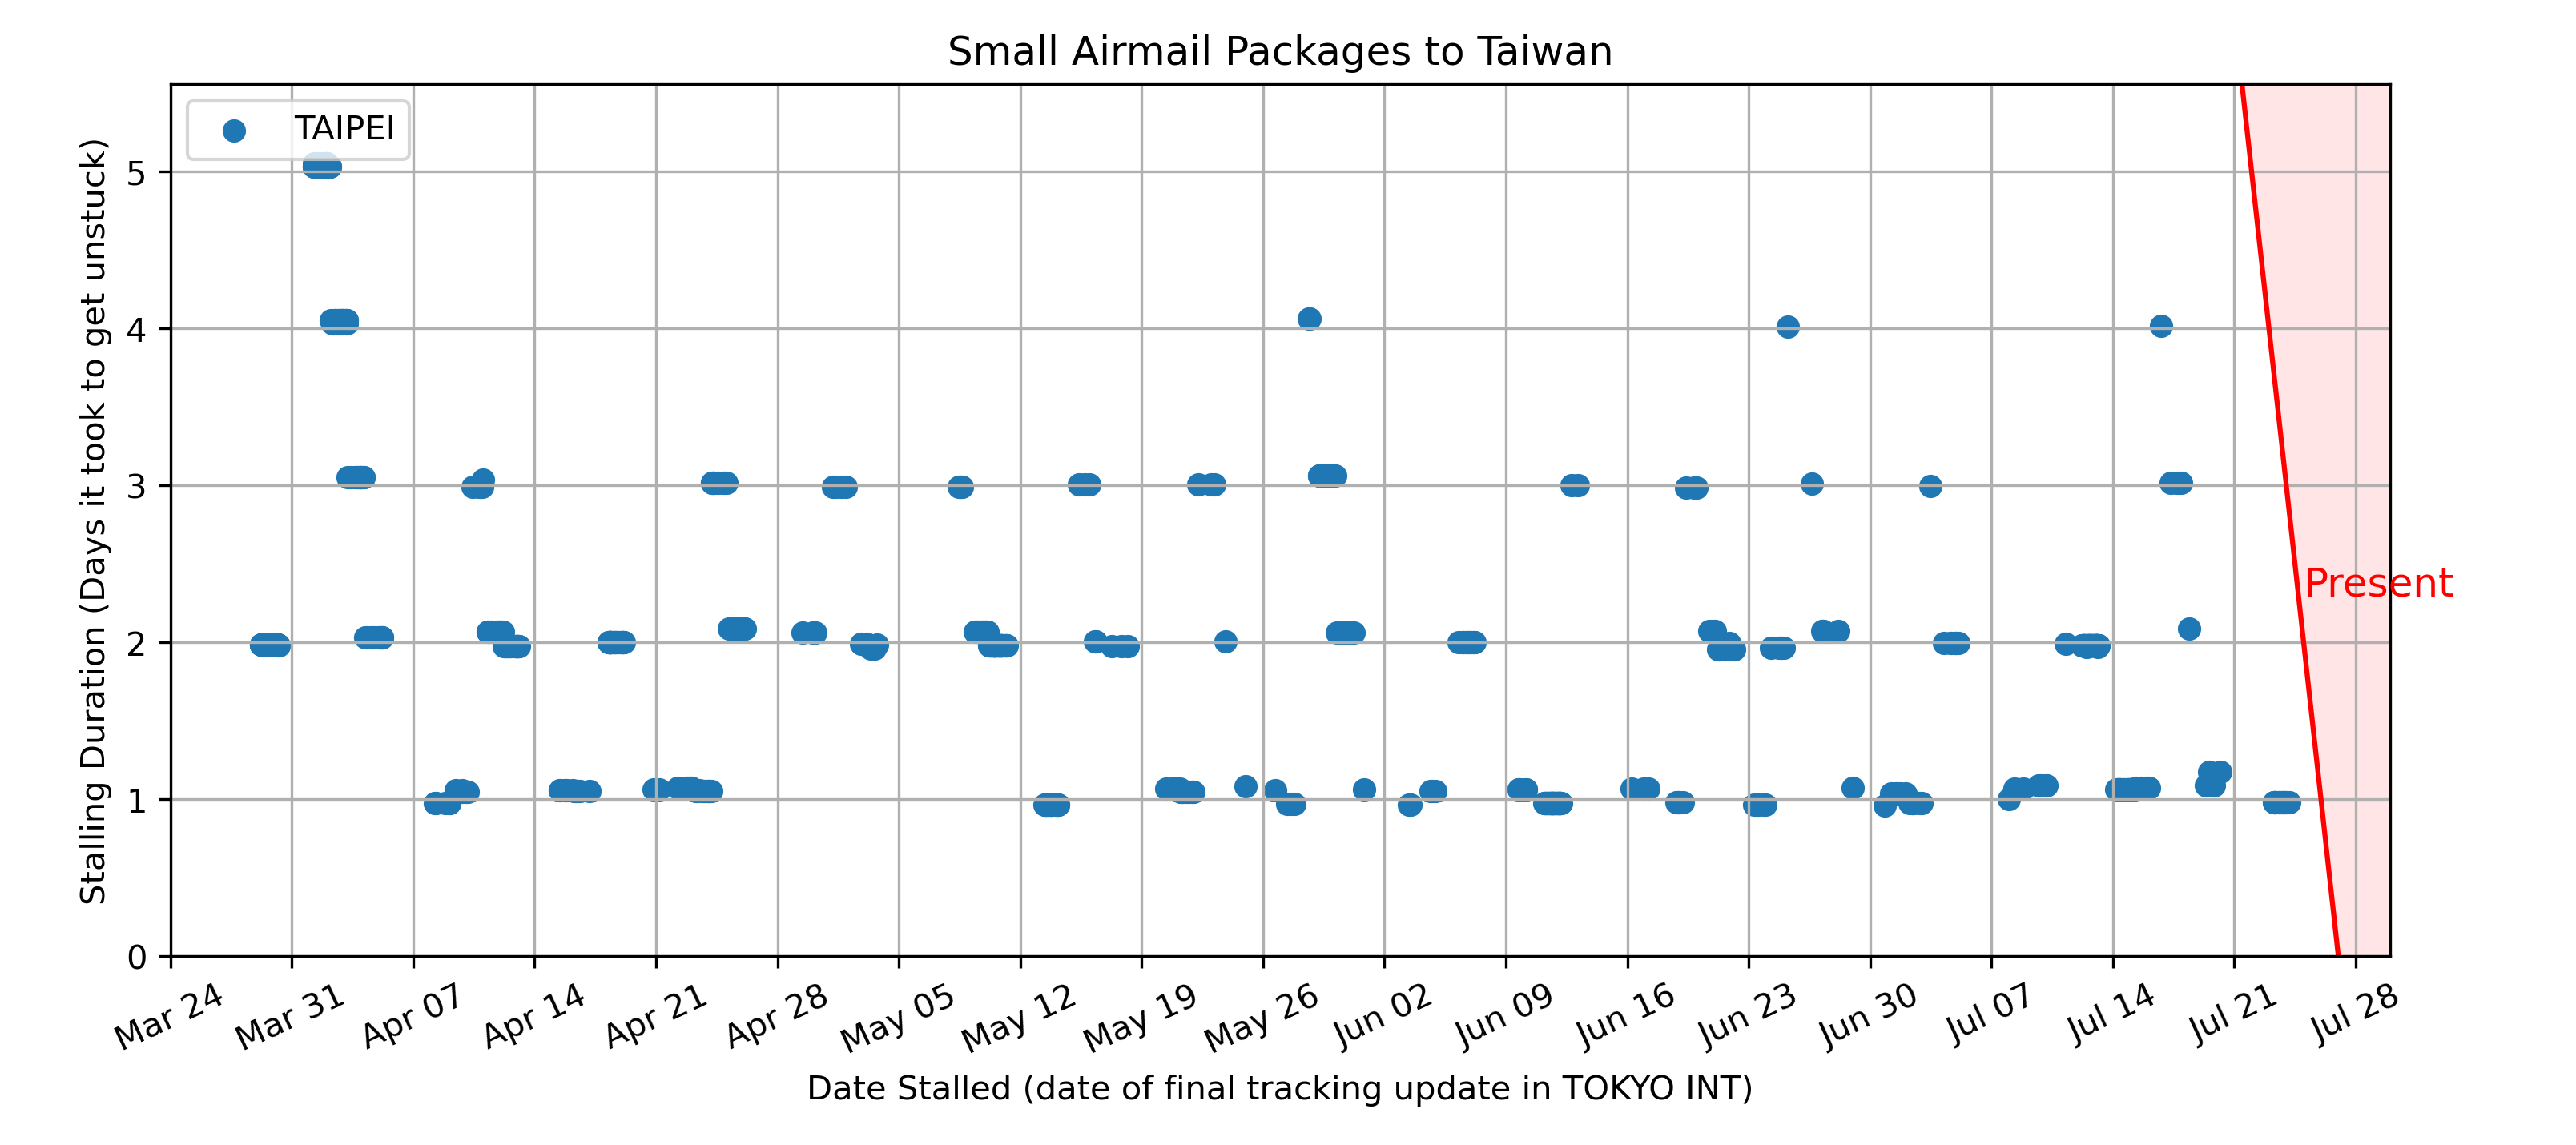 Small Airmail Packages to Taiwan
TAIPEI
Stalling Duration (Days it took to get unstuck)
5
4
3
2
1
0
Present
Mar 24
Mar 31
Apr 07
Apr 14
Apr 21
Apr 28
May 05
May 12
May 19
May 26
Jun 02
Jun 09
Jun 16
Jun 23
Jun 30
Jul 07
Jul 14
Jul 21
Jul 28
Date Stalled (date of final tracking update in TOKYO INT)